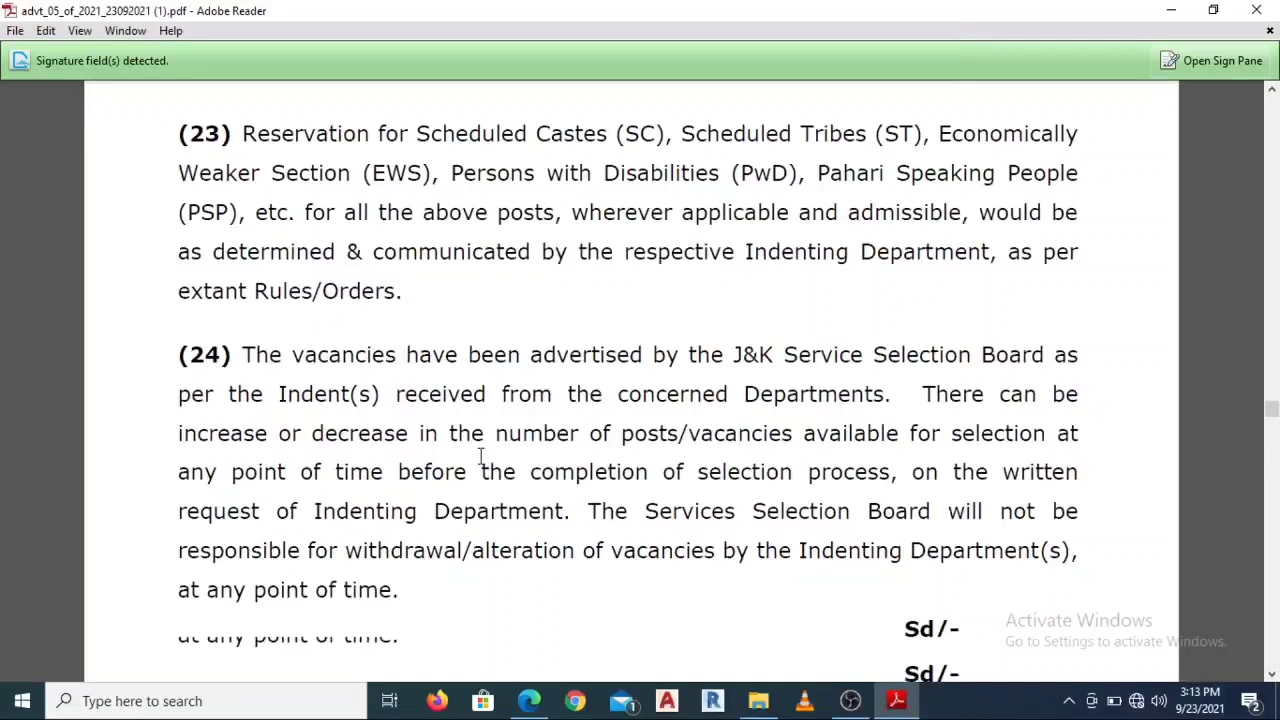 advt_05_of_2021_23092021 (1).pdf - Adobe Reader
File Edit View Window Help
Signature field(s) detected.
Open Sign Pane
(23) Reservation for Scheduled Castes (SC), Scheduled Tribes (ST), Economically
Weaker Section (EWS), Persons with Disabilities (PwD), Pahari Speaking People
(PSP), etc. for all the above posts, wherever applicable and admissible, would be
as determined & communicated by the respective Indenting Department, as per
extant Rules/Orders.
(24) The vacancies have been advertised by the J&K Service Selection Board as
per the Indent(s) received from the concerned Departments. There can be
increase or decrease in the number of posts/vacancies available for selection at
any point of time before the completion of selection process, on the written
request of Indenting Department. The Services Selection Board will not be
responsible for withdrawal/alteration of vacancies by the Indenting Department(s),
at any point of time.
at any point of time.
Sd/-
Sd/-
Activate Windows
Go to Settings to activate Windows.
Type here to search
1
A
R
3:13 PM
9/23/2021
2